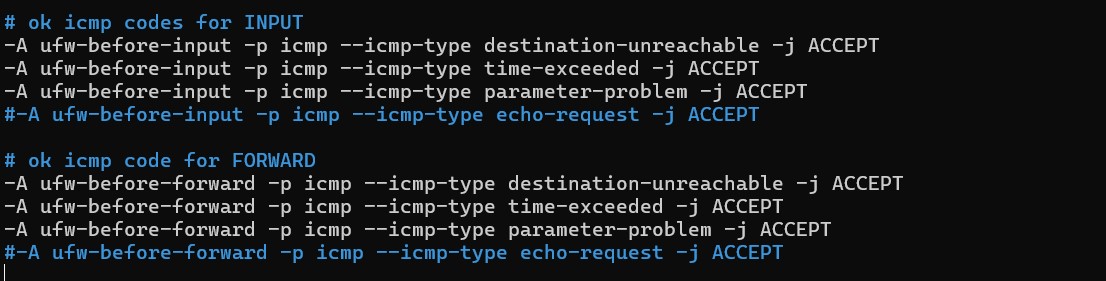 # ok icmp codes for INPUT
-A ufw-before-input -p icmp --icmp-type destination-unreachable -j ACCEPT
-A ufw-before-input -p icmp --icmp-type time-exceeded -j ACCEPT
-A ufw-before-input -p icmp --icmp-type parameter-problem -j ACCEPT
#-A ufw-before-input -p icmp --icmp-type echo-request -j ACCEPT
# ok icmp code for FORWARD
-A ufw-before-forward -p icmp --icmp-type destination-unreachable -j ACCEPT
-A ufw-before-forward -p icmp --icmp-type time-exceeded -j ACCEPT
-A ufw-before-forward -p icmp --icmp-type parameter-problem -j ACCEPT
#-A ufw-before-forward -p icmp --icmp-type echo-request -j ACCEPT